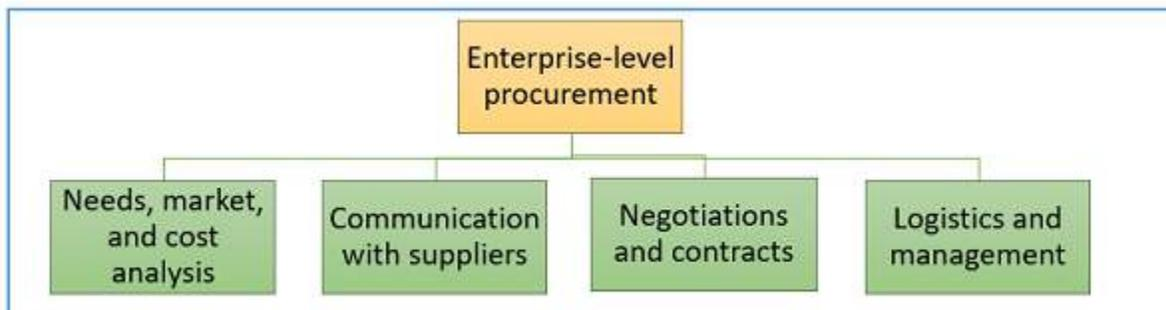 Enterprise-level
procurement
Needs, market,
and cost
analysis
Communication
with suppliers
Negotiations
and contracts
Logistics and
management